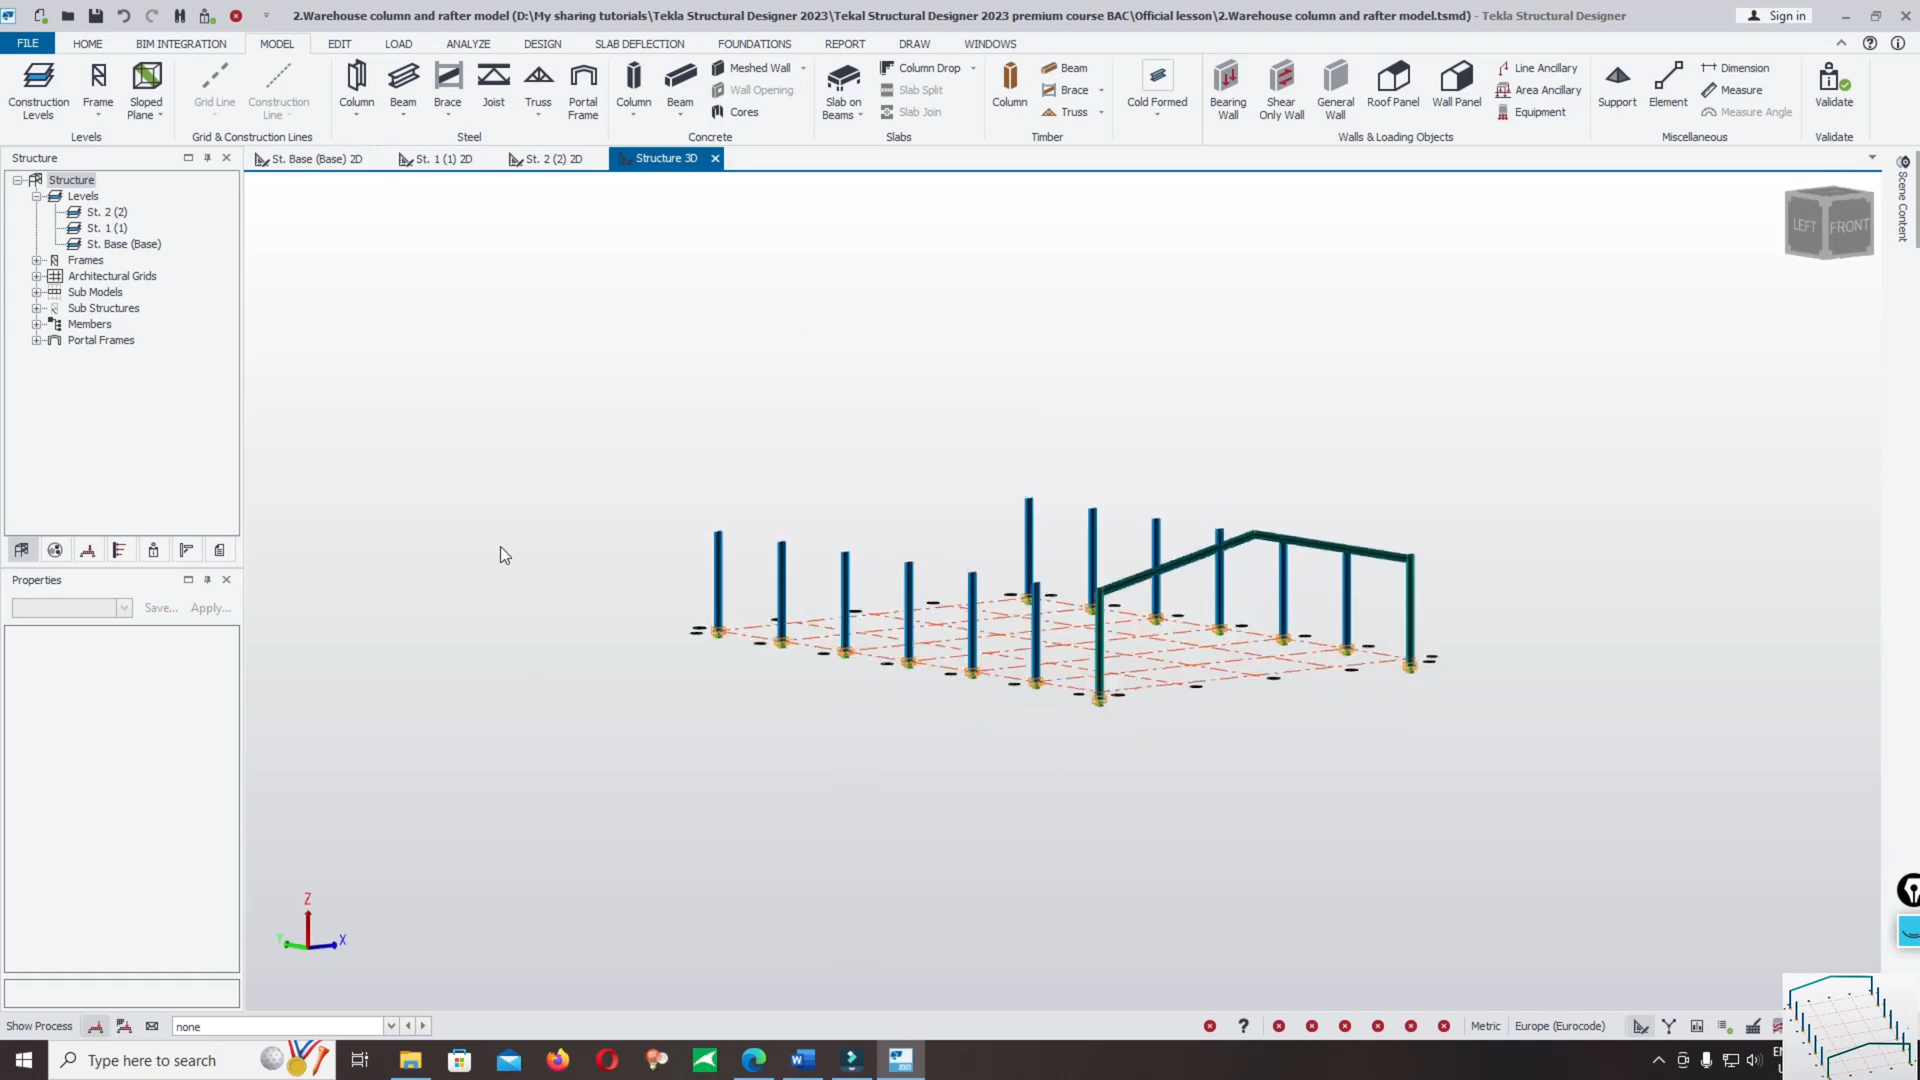 2.Warehouse column and rafter model (D:\My sharing tutorials\Tekla Structural Designer 2023\Tekal Structural Designer 2023 premium course BAC\Official lesson\2.Warehouse column and rafter model.tsmd) - Tekla Structural Designer
Sign in
FILE HOME BIM INTEGRATION MODEL EDIT LOAD ANALYZE DESIGN SLAB DEFLECTION FOUNDATIONS REPORT DRAW WINDOWS
Construction Levels
Frame
Sloped Plane
Levels
Grid Line
Construction Line
Grid & Construction Lines
Column
Beam
Brace
Joist
Truss
Portal Frame
Steel
Column
Beam
Meshed Wall
Wall Opening
Cores
Concrete
Slab on Beams
Column Drop
Slab Split
Slab Join
Slabs
Column
Beam
Brace
Truss
Timber
Cold Formed
Bearing Wall
Shear Only Wall
General Wall
Roof Panel
Wall Panel
Line Ancillary
Area Ancillary
Equipment
Walls & Loading Objects
Support
Element
Dimension
Measure
Measure Angle
Miscellaneous
Validate
Validate
Structure
St. Base (Base) 2D
St. 1 (1) 2D
St. 2 (2) 2D
Structure 3D
Structure
Levels
St. 2 (2)
St. 1 (1)
St. Base (Base)
Frames
Architectural Grids
Sub Models
Sub Structures
Members
Portal Frames
LEFT
FRONT
Scene Content
Properties
Save...
Apply...
Z
Y
X
Show Process
none
Metric
Europe (Eurocode)
Type here to search